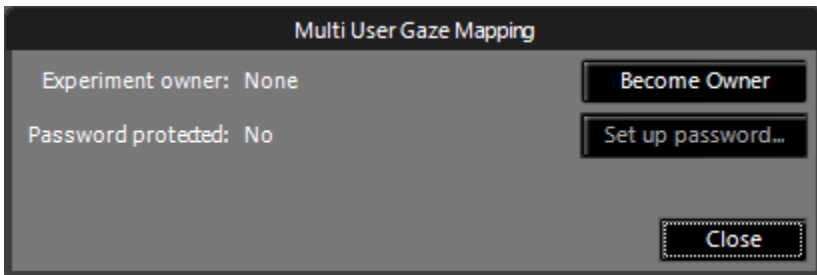 Multi User Gaze Mapping
Experiment owner: None
Become Owner
Password protected: No
Set up password...
Close